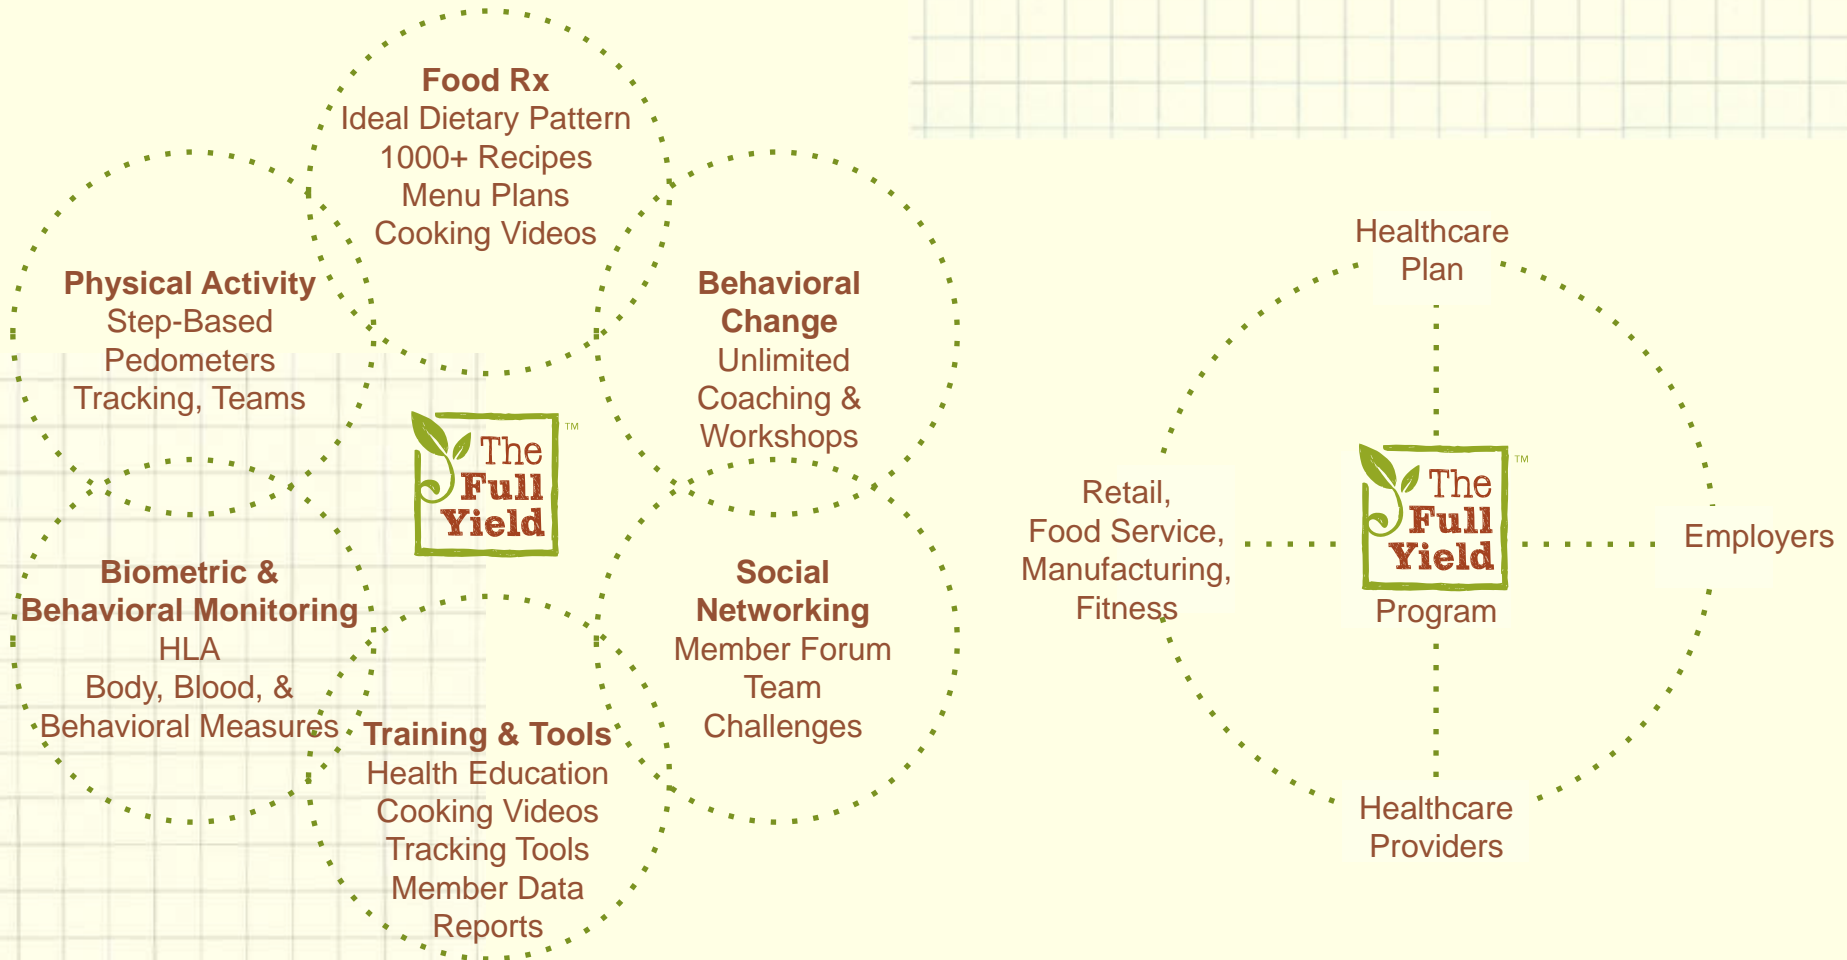 Food Rx
Ideal Dietary Pattern
1000+ Recipes
Menu Plans
Cooking Videos
Physical Activity
Step-Based
Pedometers
Tracking, Teams
Behavioral
Change
Unlimited
Coaching &
Workshops
The
Full
Yield
TM
Biometric &
Behavioral Monitoring
HLA
Body, Blood, &
Behavioral Measures
Social
Networking
Member Forum
Team
Challenges
Training & Tools
Health Education
Cooking Videos
Tracking Tools
Member Data
Reports
Healthcare
Plan
Retail,
Food Service,
Manufacturing,
Fitness
The
Full
Yield
TM
Program
Employers
Healthcare
Providers